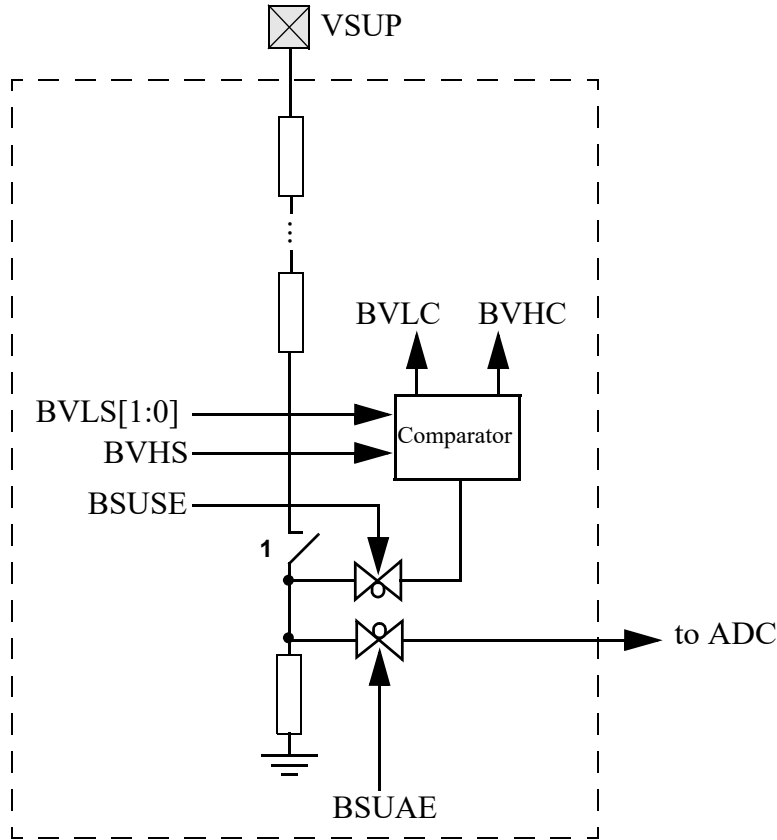 VSUP
BVLC
BVHC
BVLS[1:0]
Comparator
BVHS
BSUSE
1
to ADC
BSUAE